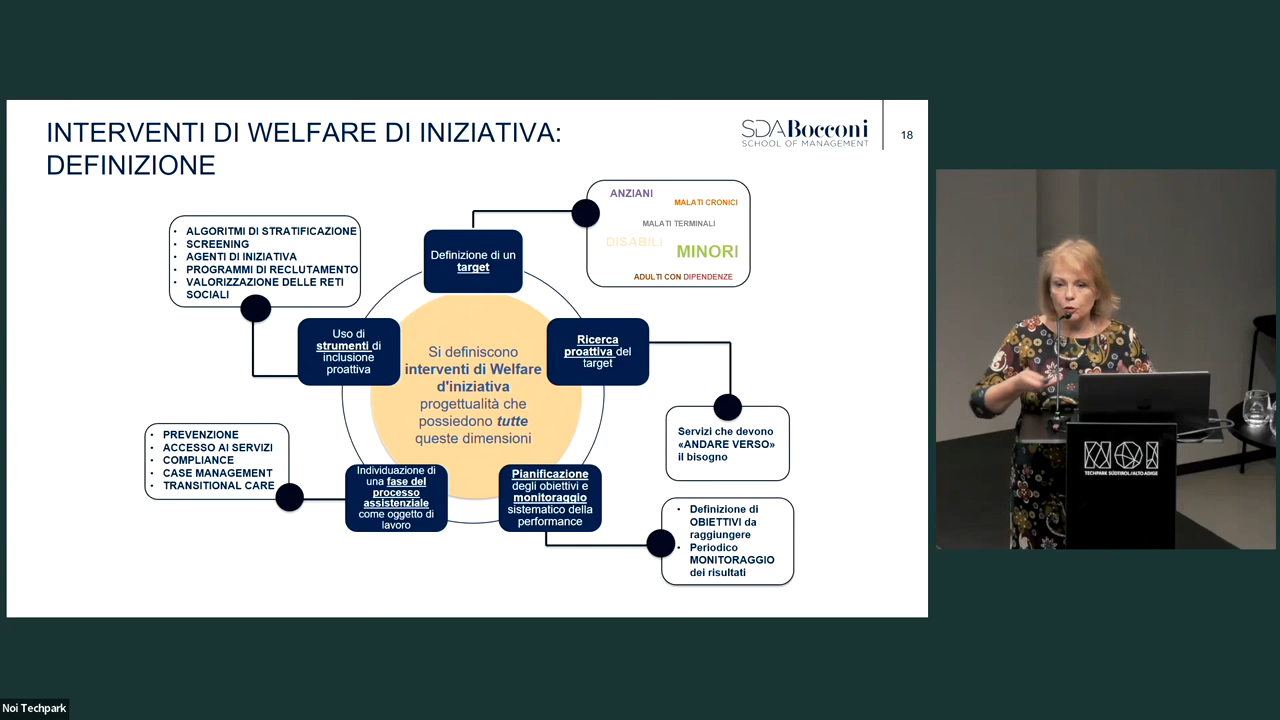 INTERVENTI DI WELFARE DI INIZIATIVA:
DEFINIZIONE
SDA Bocconi
SCHOOL OF MANAGEMENT
18
ANZIANI
MALATI CRONICI
MALATI TERMINALI
DISABILI
MINORI
ADULTI CON DIPENDENZE
• ALGORITMI DI STRATIFICAZIONE
• SCREENING
• AGENTI DI INIZIATIVA
• PROGRAMMI DI RECLUTAMENTO
• VALORIZZAZIONE DELLE RETI
SOCIALI
Definizione di un
target
Uso di
strumenti di
inclusione
proattiva
Ricerca
proattiva del
target
Si definiscono
interventi di Welfare
d'iniziativa
progettualità che
possiedono tutte
queste dimensioni
Servizi che devono
«ANDARE VERSO»
il bisogno
• PREVENZIONE
• ACCESSO AI SERVIZI
• COMPLIANCE
• CASE MANAGEMENT
• TRANSITIONAL CARE
Individuazione di
una fase del
processo
assistenziale
come oggetto di
lavoro
Pianificazione
degli obiettivi e
monitoraggio
sistematico della
performance
• Definizione di
OBIETTIVI da
raggiungere
• Periodico
MONITORAGGIO
dei risultati
NOI
TECHPARK SÜDTIROL/ALTO ADIGE
Noi Techpark